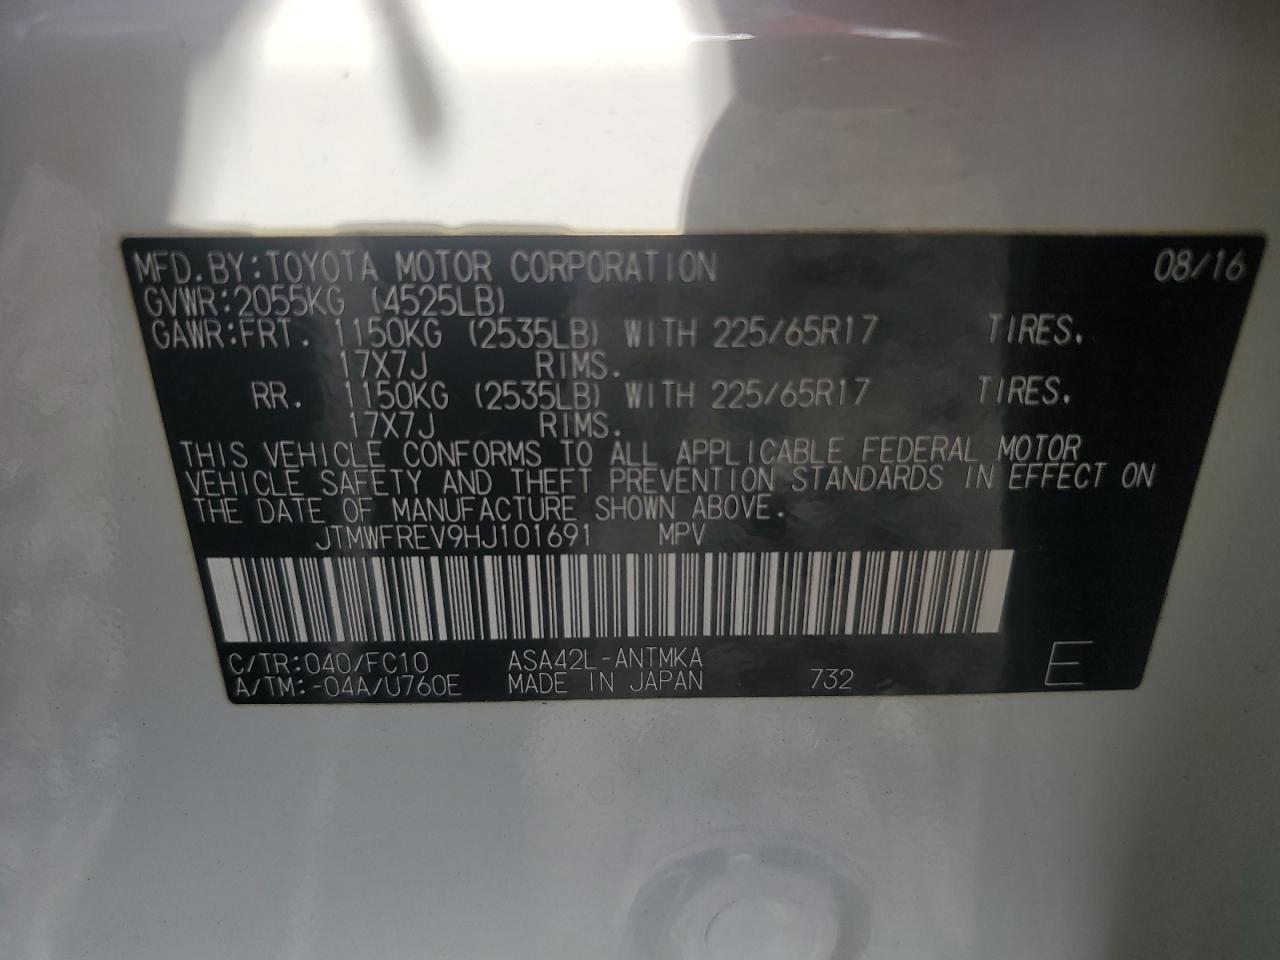 MFD.BY:TOYOTA MOTOR CORPORATION 08/16
GVWR:2055KG (4525LB)
GAWR:FRT. 1150KG (2535LB) WITH 225/65R17 TIRES.
17X7J RIMS.
RR. 1150KG (2535LB) WITH 225/65R17 TIRES.
17X7J RIMS.
THIS VEHICLE CONFORMS TO ALL APPLICABLE FEDERAL MOTOR
VEHICLE SAFETY AND THEFT PREVENTION STANDARDS IN EFFECT ON
THE DATE OF MANUFACTURE SHOWN ABOVE.
JTMWFREV9HJ101691 MPV
C/TR:040/FC10 ASA42L-ANTMKA
A/TM:-04A/U760E MADE IN JAPAN 732 E